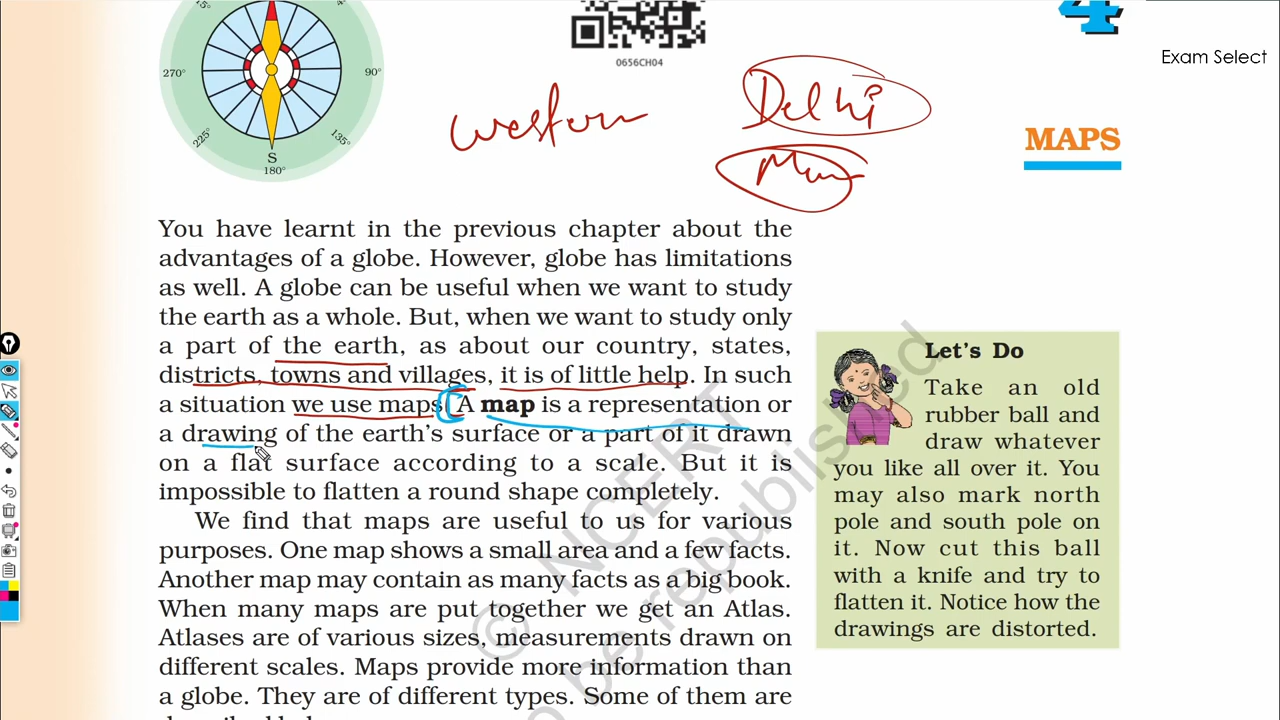 4
Exam Select
0656CH04
270°
90°
225°
135°
S
180°
Western
Delhi
MAPS
You have learnt in the previous chapter about the
advantages of a globe. However, globe has limitations
as well. A globe can be useful when we want to study
the earth as a whole. But, when we want to study only
a part of the earth, as about our country, states,
districts, towns and villages, it is of little help. In such
a situation we use maps. A map is a representation or
a drawing of the earth's surface or a part of it drawn
on a flat surface according to a scale. But it is
impossible to flatten a round shape completely.
We find that maps are useful to us for various
purposes. One map shows a small area and a few facts.
Another map may contain as many facts as a big book.
When many maps are put together we get an Atlas.
Atlases are of various sizes, measurements drawn on
different scales. Maps provide more information than
a globe. They are of different types. Some of them are
Let's Do
Take an old
rubber ball and
draw whatever
you like all over it. You
may also mark north
pole and south pole on
it. Now cut this ball
with a knife and try to
flatten it. Notice how the
drawings are distorted.
© NCERT
be republished